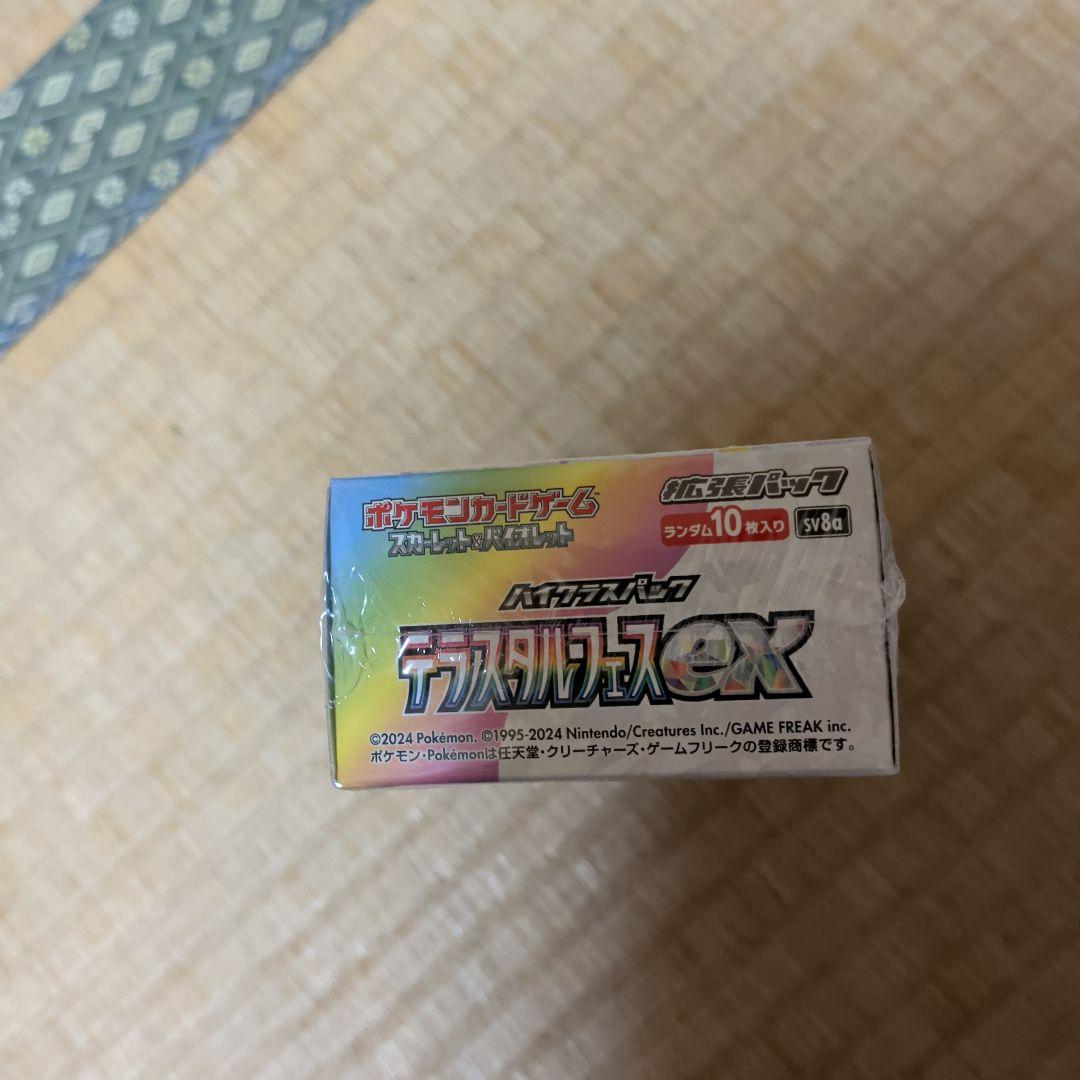 ポケモンカードゲーム™
スカーレット&バイオレット
拡張パック
ランダム10枚入り
SV8a
ハイクラスパック
テラスタルフェスex
©2024 Pokémon. ©1995-2024 Nintendo/Creatures Inc./GAME FREAK inc.
ポケモン・Pokémonは任天堂・クリーチャーズ・ゲームフリークの登録商標です。